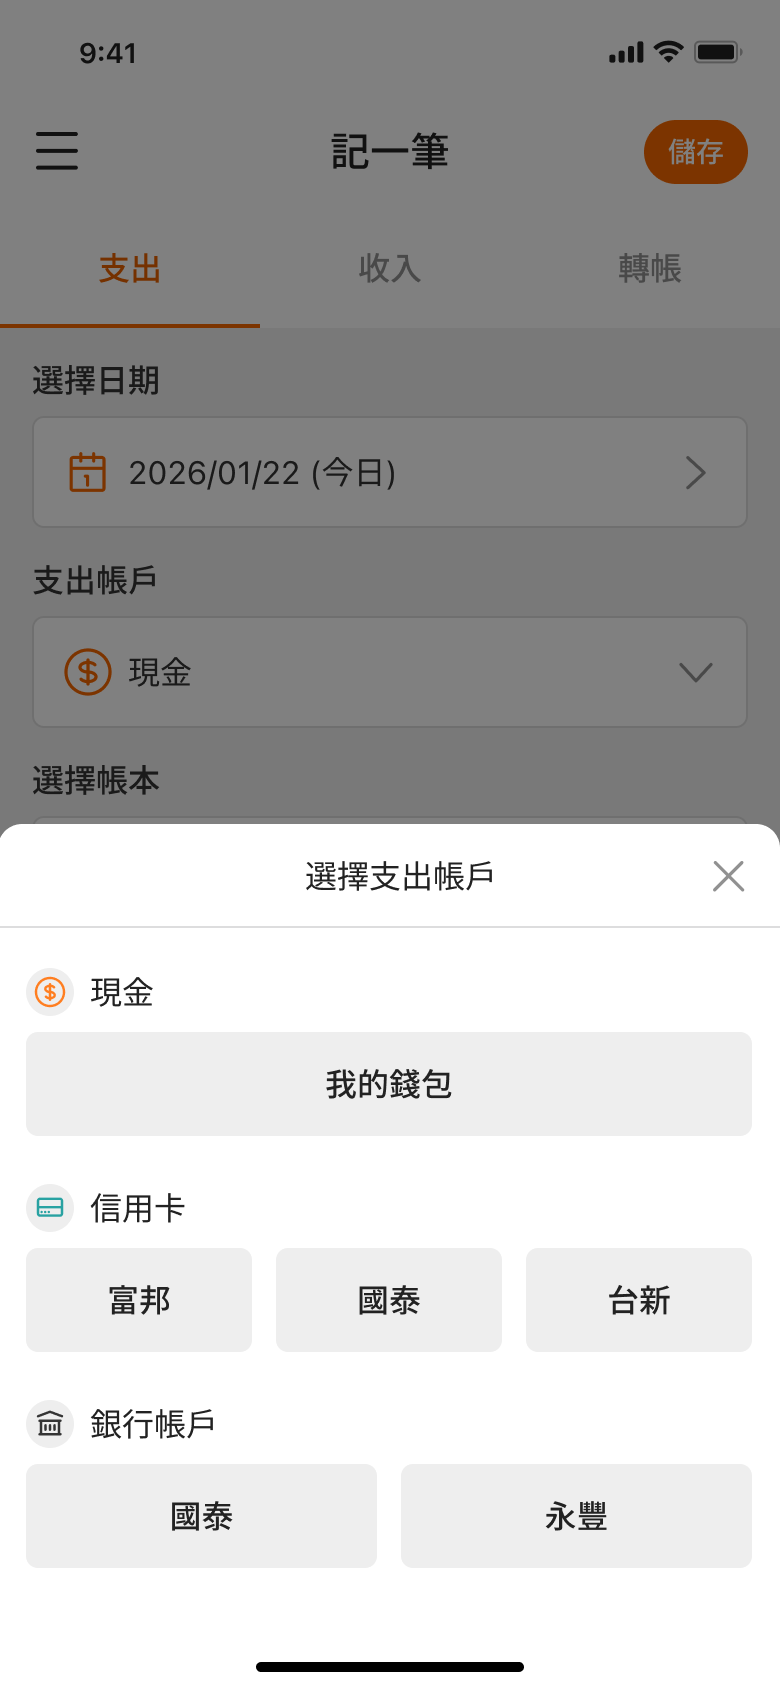 9:41
記一筆
儲存
支出
收入
轉帳
選擇日期
2026/01/22 (今日)
支出帳戶
現金
選擇帳本
選擇支出帳戶
現金
我的錢包
信用卡
富邦
國泰
台新
銀行帳戶
國泰
永豐